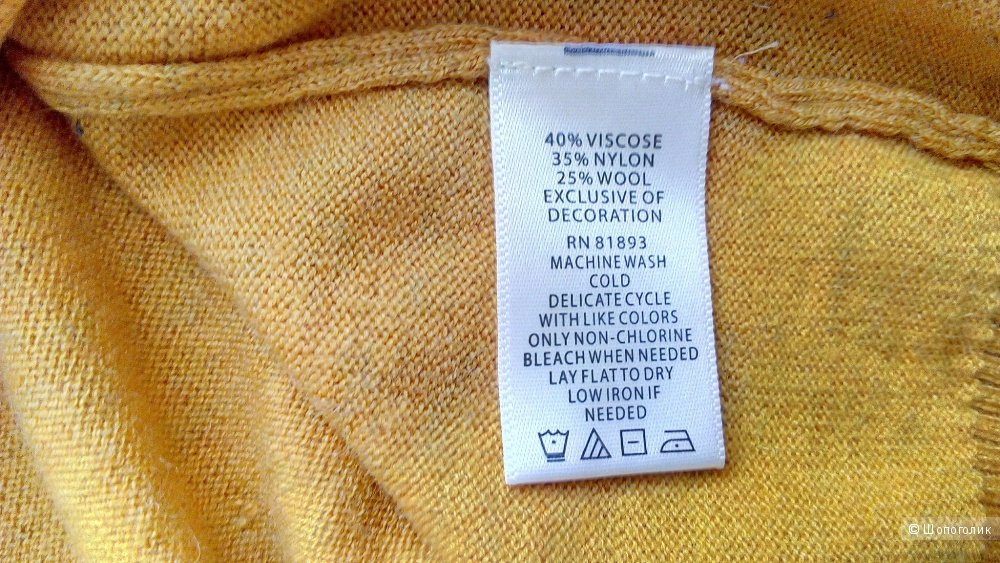 40% VISCOSE
35% NYLON
25% WOOL
EXCLUSIVE OF
DECORATION
RN 81893
MACHINE WASH
COLD
DELICATE CYCLE
WITH LIKE COLORS
ONLY NON-CHLORINE
BLEACH WHEN NEEDED
LAY FLAT TO DRY
LOW IRON IF
NEEDED
© Шопоголик